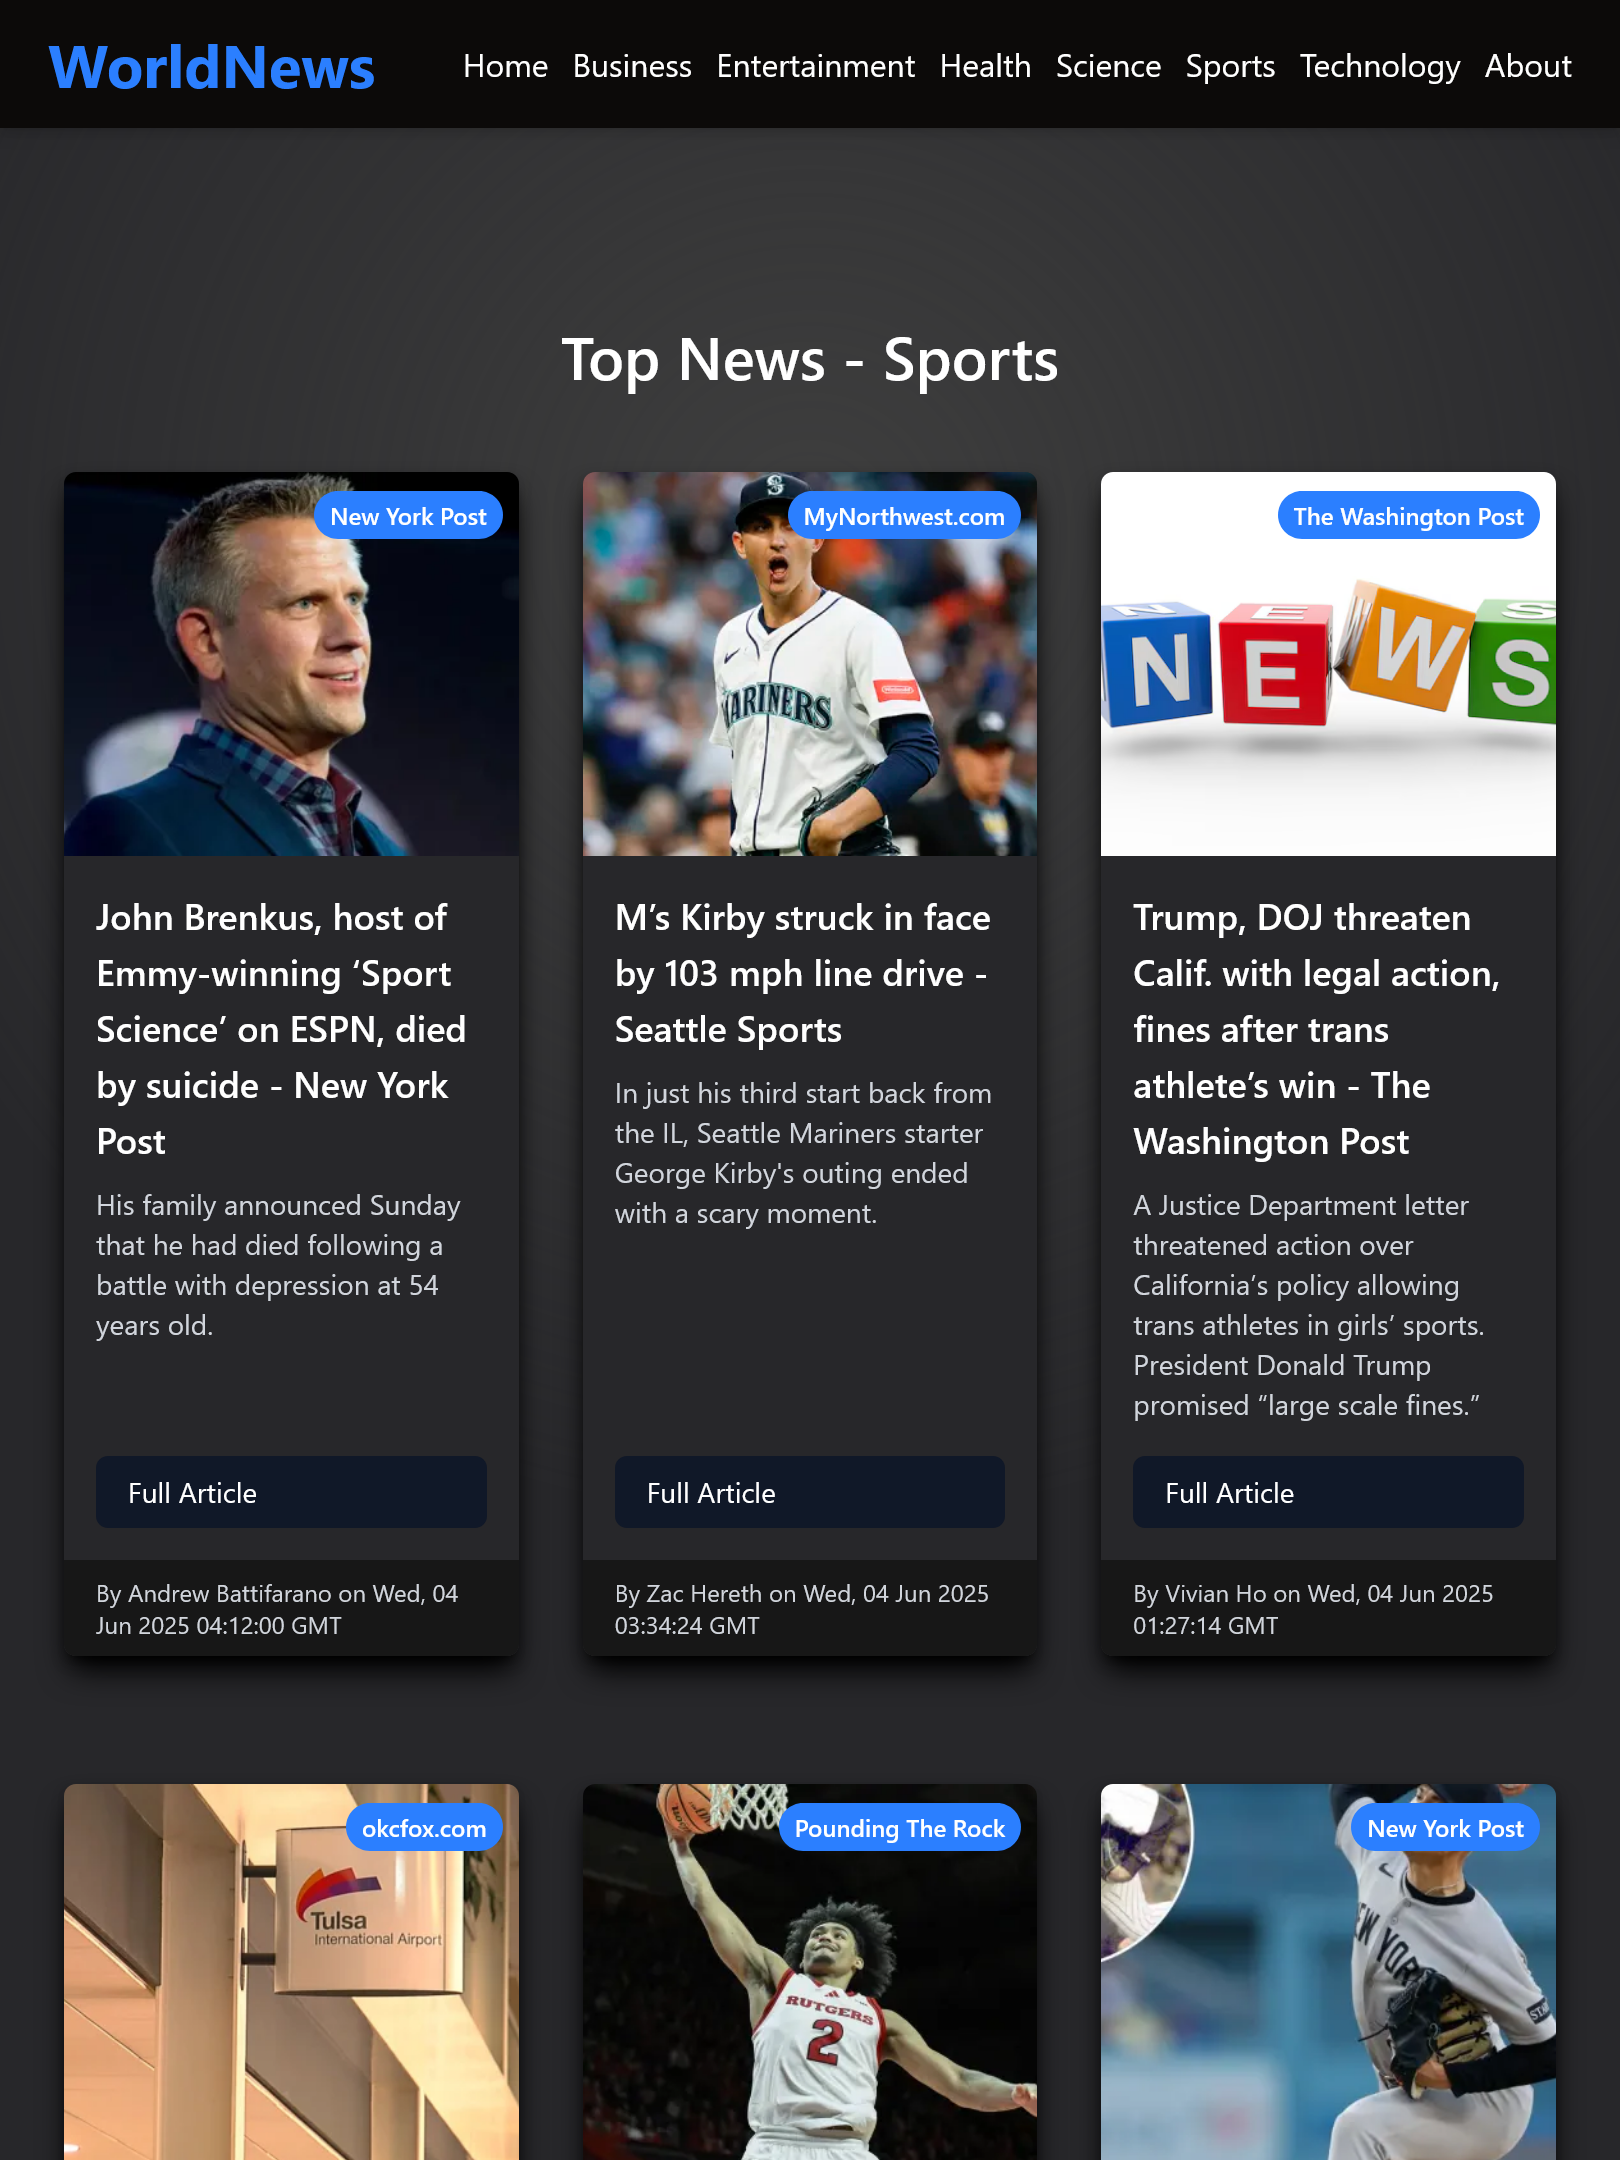 WorldNews
Home Business Entertainment Health Science Sports Technology About
Top News - Sports
New York Post
John Brenkus, host of
Emmy-winning ‘Sport
Science’ on ESPN, died
by suicide - New York
Post
His family announced Sunday
that he had died following a
battle with depression at 54
years old.
Full Article
By Andrew Battifarano on Wed, 04
Jun 2025 04:12:00 GMT
MyNorthwest.com
S
MARINERS
Nintendo
M’s Kirby struck in face
by 103 mph line drive -
Seattle Sports
In just his third start back from
the IL, Seattle Mariners starter
George Kirby's outing ended
with a scary moment.
Full Article
By Zac Hereth on Wed, 04 Jun 2025
03:34:24 GMT
The Washington Post
N E S
N E W S
Trump, DOJ threaten
Calif. with legal action,
fines after trans
athlete’s win - The
Washington Post
A Justice Department letter
threatened action over
California’s policy allowing
trans athletes in girls’ sports.
President Donald Trump
promised “large scale fines.”
Full Article
By Vivian Ho on Wed, 04 Jun 2025
01:27:14 GMT
okcfox.com
Tulsa
International Airport
Pounding The Rock
RUTGERS
2
New York Post
EW YORK